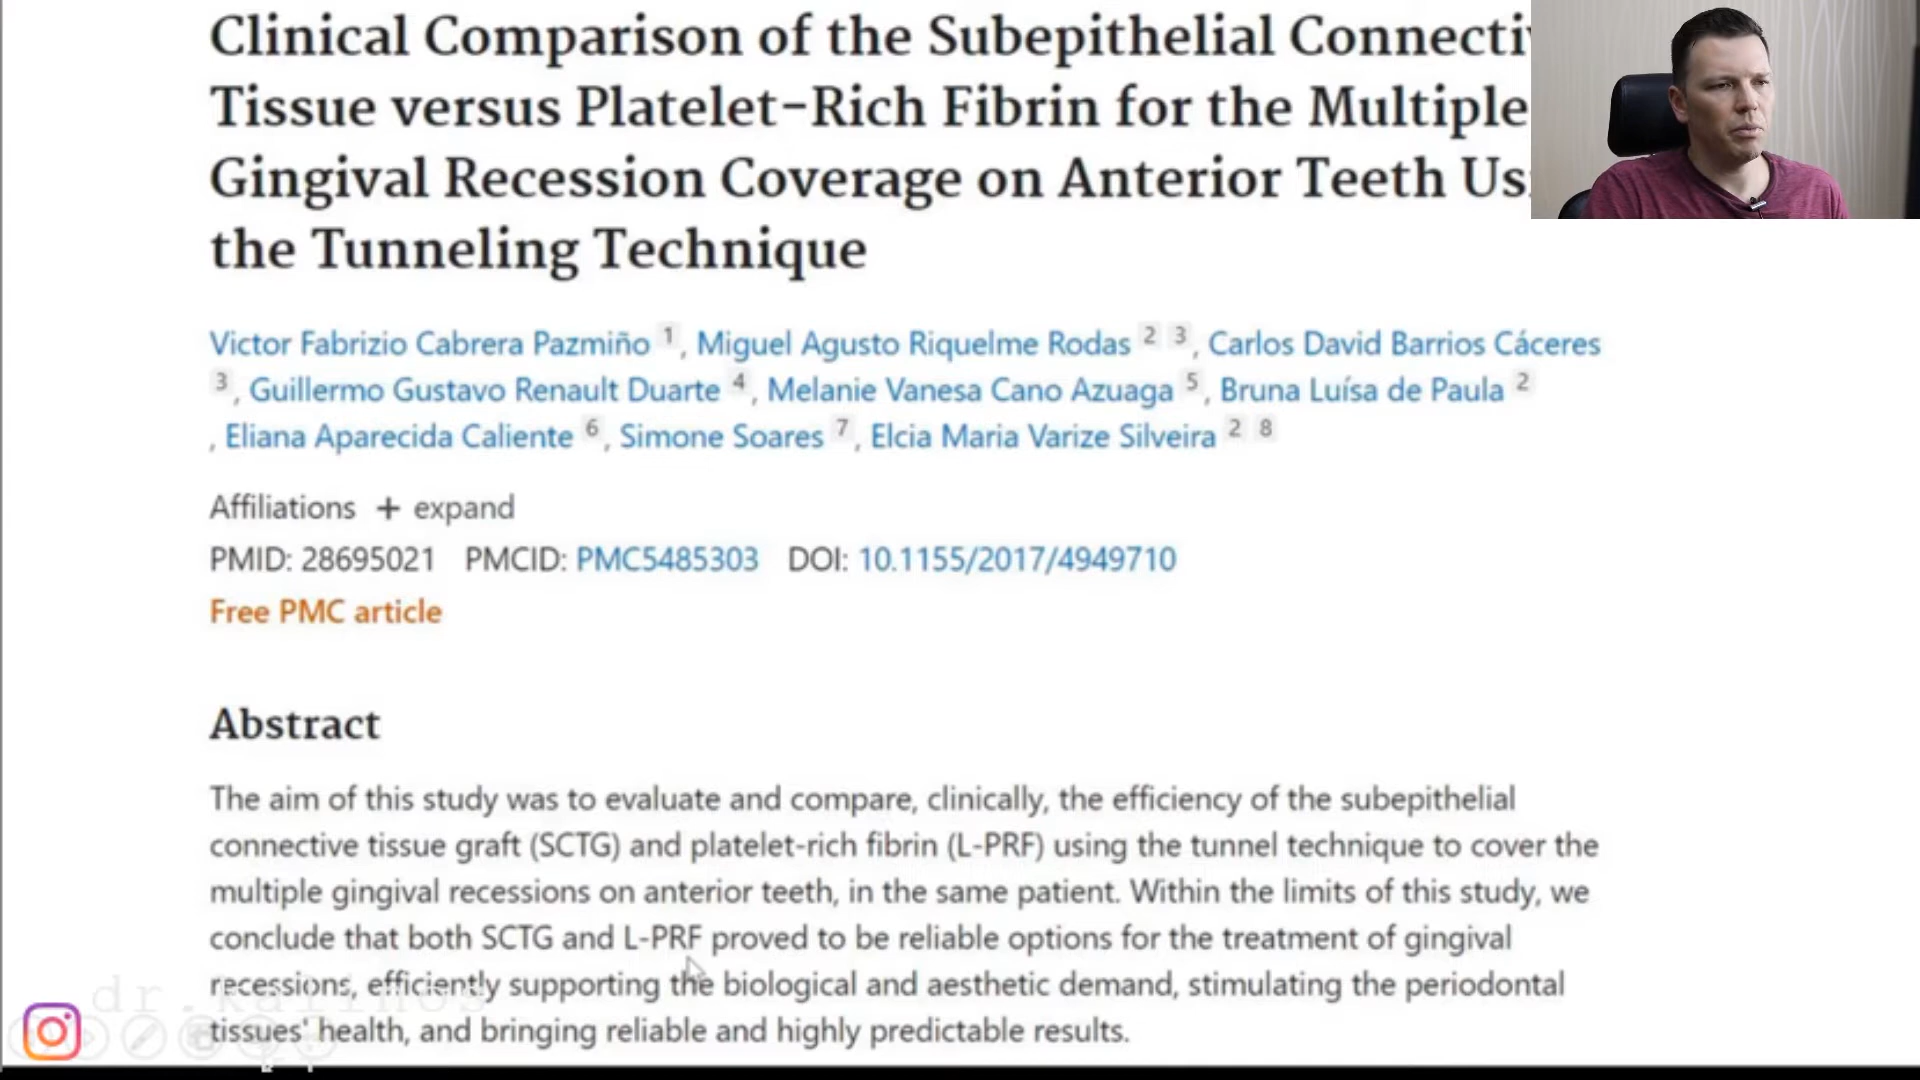 Clinical Comparison of the Subepithelial Connecti
Tissue versus Platelet-Rich Fibrin for the Multiple
Gingival Recession Coverage on Anterior Teeth Us
the Tunneling Technique
Victor Fabrizio Cabrera Pazmiño 1, Miguel Agusto Riquelme Rodas 2 3, Carlos David Barrios Cáceres
3, Guillermo Gustavo Renault Duarte 4, Melanie Vanesa Cano Azuaga 5, Bruna Luísa de Paula 2
, Eliana Aparecida Caliente 6, Simone Soares 7, Elcia Maria Varize Silveira 2 8
Affiliations + expand
PMID: 28695021 PMCID: PMC5485303 DOI: 10.1155/2017/4949710
Free PMC article
Abstract
The aim of this study was to evaluate and compare, clinically, the efficiency of the subepithelial
connective tissue graft (SCTG) and platelet-rich fibrin (L-PRF) using the tunnel technique to cover the
multiple gingival recessions on anterior teeth, in the same patient. Within the limits of this study, we
conclude that both SCTG and L-PRF proved to be reliable options for the treatment of gingival
recessions, efficiently supporting the biological and aesthetic demand, stimulating the periodontal
tissues' health, and bringing reliable and highly predictable results.